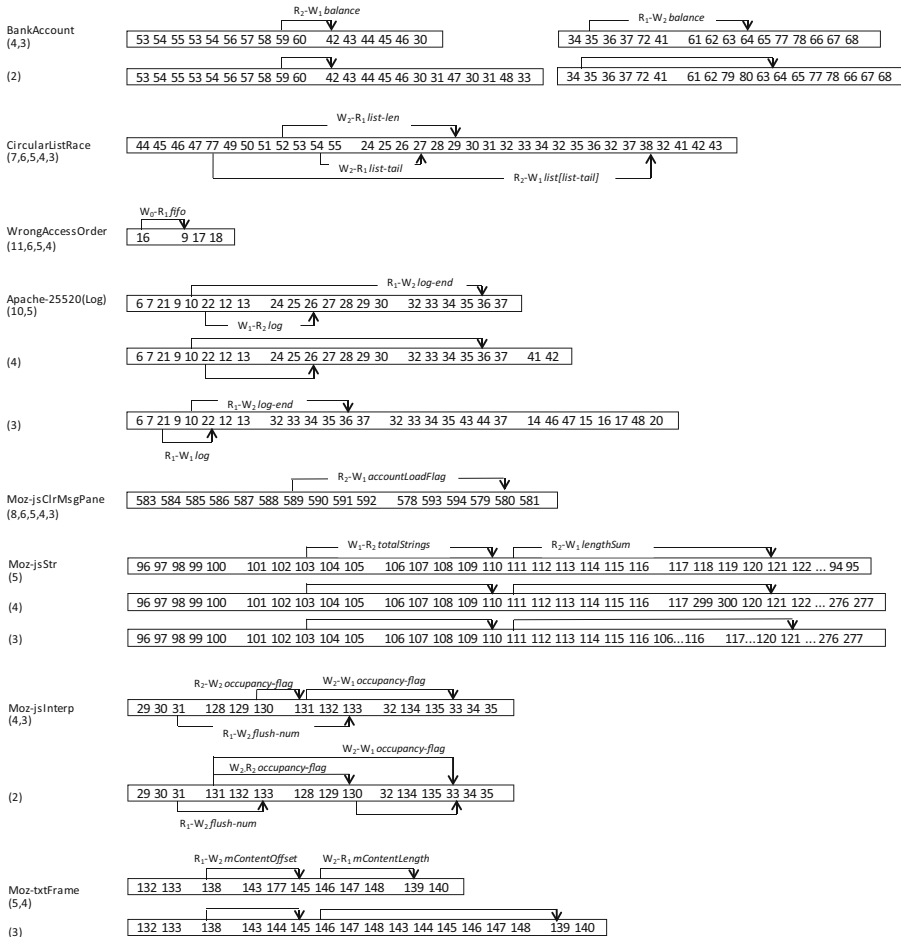 R2-W1 balance
R1-W2 balance
BankAccount
(4,3)
53 54 55 53 54 56 57 58 59 60 42 43 44 45 46 30
34 35 36 37 72 41 61 62 63 64 65 77 78 66 67 68
(2)
53 54 55 53 54 56 57 58 59 60 42 43 44 45 46 30 31 47 30 31 48 33
34 35 36 37 72 41 61 62 79 80 63 64 65 77 78 66 67 68
W2-R1 list-len
CircularListRace
(7,6,5,4,3)
44 45 46 47 77 49 50 51 52 53 54 55 24 25 26 27 28 29 30 31 32 33 34 32 35 36 32 37 38 32 41 42 43
W2-R1 list-tail
R2-W1 list[list-tail]
W0-R1 fifo
WrongAccessOrder
(11,6,5,4)
16 9 17 18
R1-W2 log-end
Apache-25520(Log)
(10,5)
6 7 21 9 10 22 12 13 24 25 26 27 28 29 30 32 33 34 35 36 37
W1-R2 log
(4)
6 7 21 9 10 22 12 13 24 25 26 27 28 29 30 32 33 34 35 36 37 41 42
R1-W2 log-end
(3)
6 7 21 9 10 22 12 13 32 33 34 35 36 37 32 33 34 35 43 44 37 14 46 47 15 16 17 48 20
R1-W1 log
R2-W1 accountLoadFlag
Moz-jsClrMsgPane
(8,6,5,4,3)
583 584 585 586 587 588 589 590 591 592 578 593 594 579 580 581
W1-R2 totalStrings
R2-W1 lengthSum
Moz-jsStr
(5)
96 97 98 99 100 101 102 103 104 105 106 107 108 109 110 111 112 113 114 115 116 117 118 119 120 121 122 ... 94 95
(4)
96 97 98 99 100 101 102 103 104 105 106 107 108 109 110 111 112 113 114 115 116 117 299 300 120 121 122 ... 276 277
(3)
96 97 98 99 100 101 102 103 104 105 106 107 108 109 110 111 112 113 114 115 116 106...116 117...120 121 ... 276 277
R2-W2 occupancy-flag
W2-W1 occupancy-flag
Moz-jsInterp
(4,3)
29 30 31 128 129 130 131 132 133 32 134 135 33 34 35
R1-W2 flush-num
W2-W1 occupancy-flag
W2.R2 occupancy-flag
(2)
29 30 31 131 132 133 128 129 130 32 134 135 33 34 35
R1-W2 flush-num
R1-W2 mContentOffset
W2-R1 mContentLength
Moz-txtFrame
(5,4)
132 133 138 143 177 145 146 147 148 139 140
(3)
132 133 138 143 144 145 146 147 148 143 144 145 146 147 148 139 140